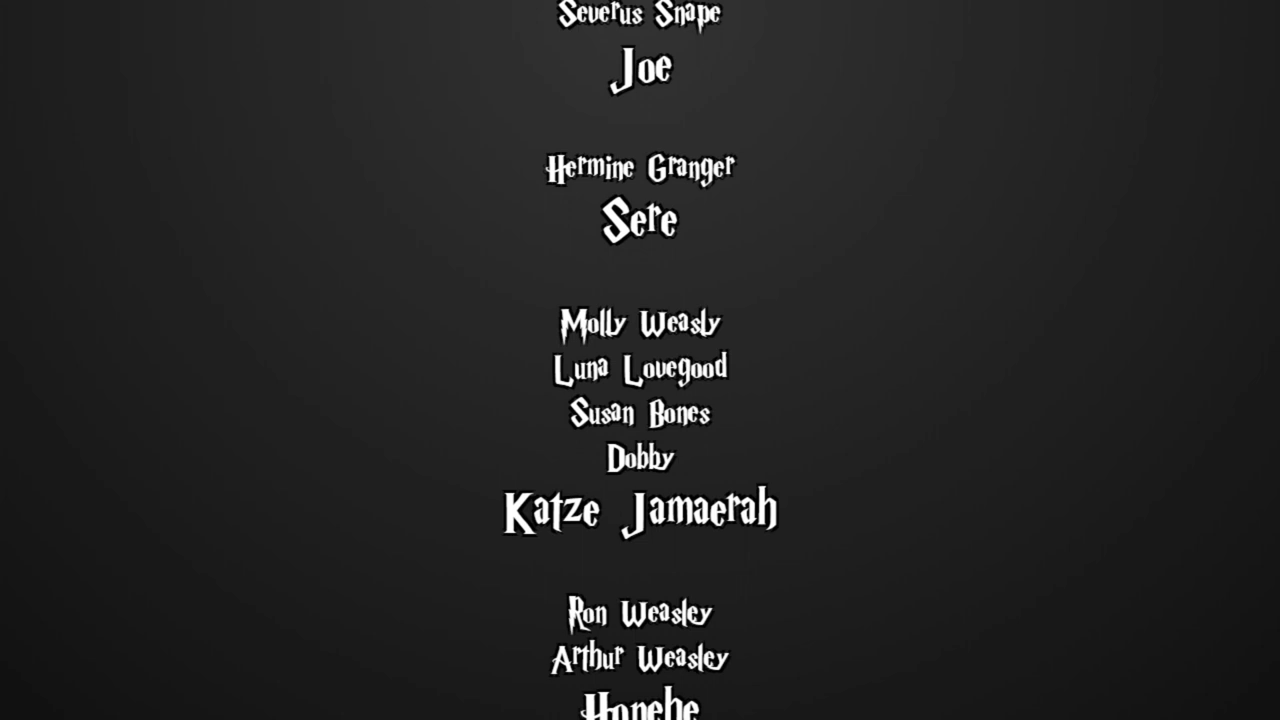 Severus Snape
Joe
Hermine Granger
Sere
Molly Weasly
Luna Lovegood
Susan Bones
Dobby
Katze Jamaerah
Ron Weasley
Arthur Weasley